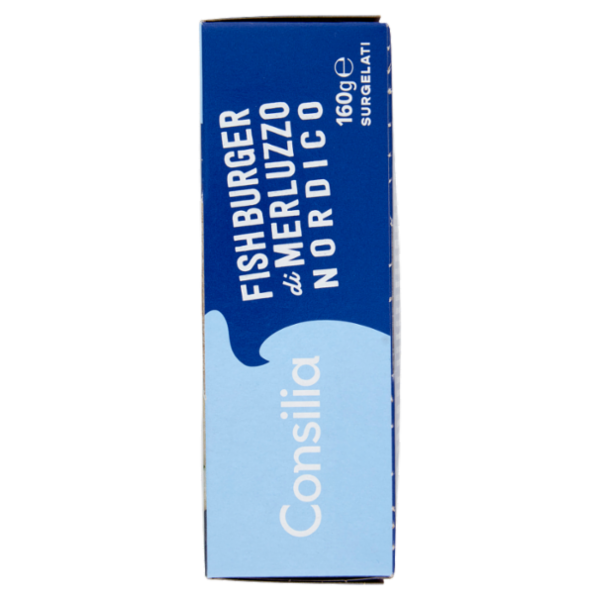 Consilia
FISHBURGER
di MERLUZZO
NORDICO
160g℮
SURGELATI